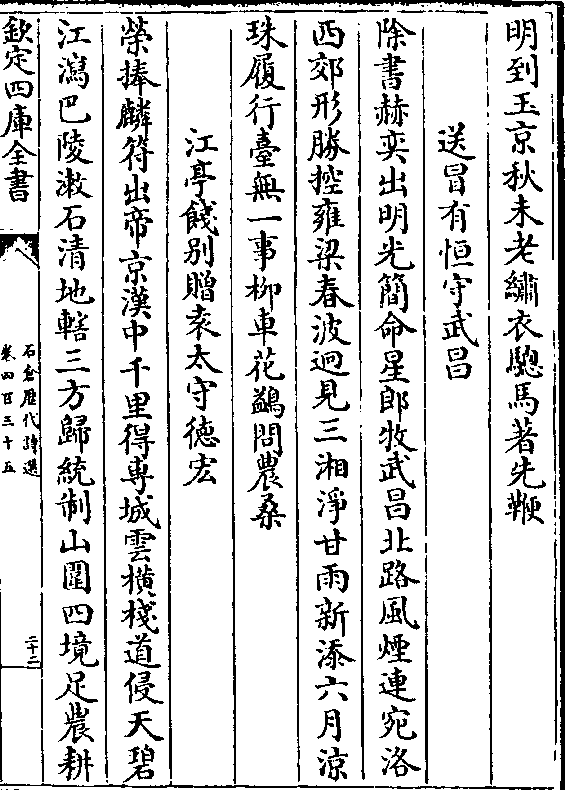 明到玉京秋未老繡衣驄馬著先鞭
送冒有恒守武昌
除書赫奕出明光簡命星郎牧武昌北路風煙連宛洛
西郊形勝控雍梁春波迥見三湘淨甘雨新添六月涼
珠履行臺無一事柳車花鷁問農桑
江亭餞別贈袁太守德宏
榮捧麟符出帝京漢中千里得專城雲橫棧道侵天碧
江瀉巴陵漱石清地轄三方歸統制山圍四境足農耕
欽定四庫全書
石倉歷代詩選
卷四百三十五
二十二